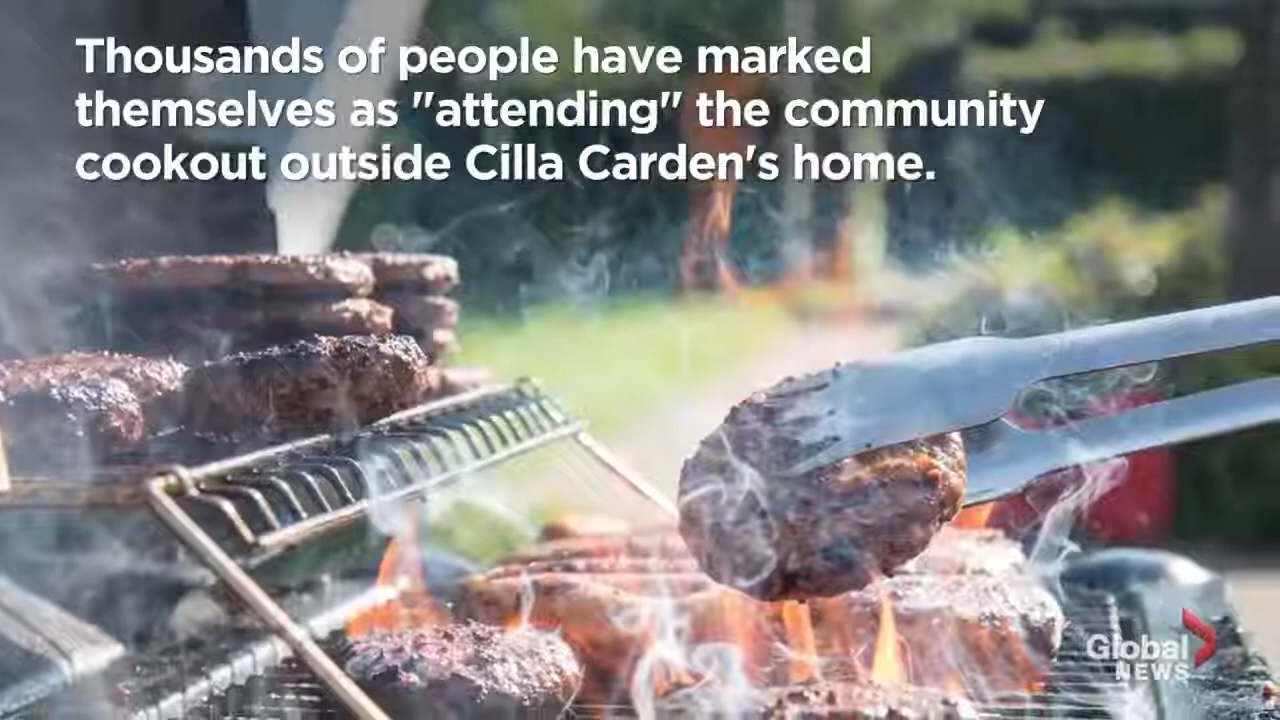 Thousands of people have marked
themselves as "attending" the community
cookout outside Cilla Carden's home.
Global
NEWS